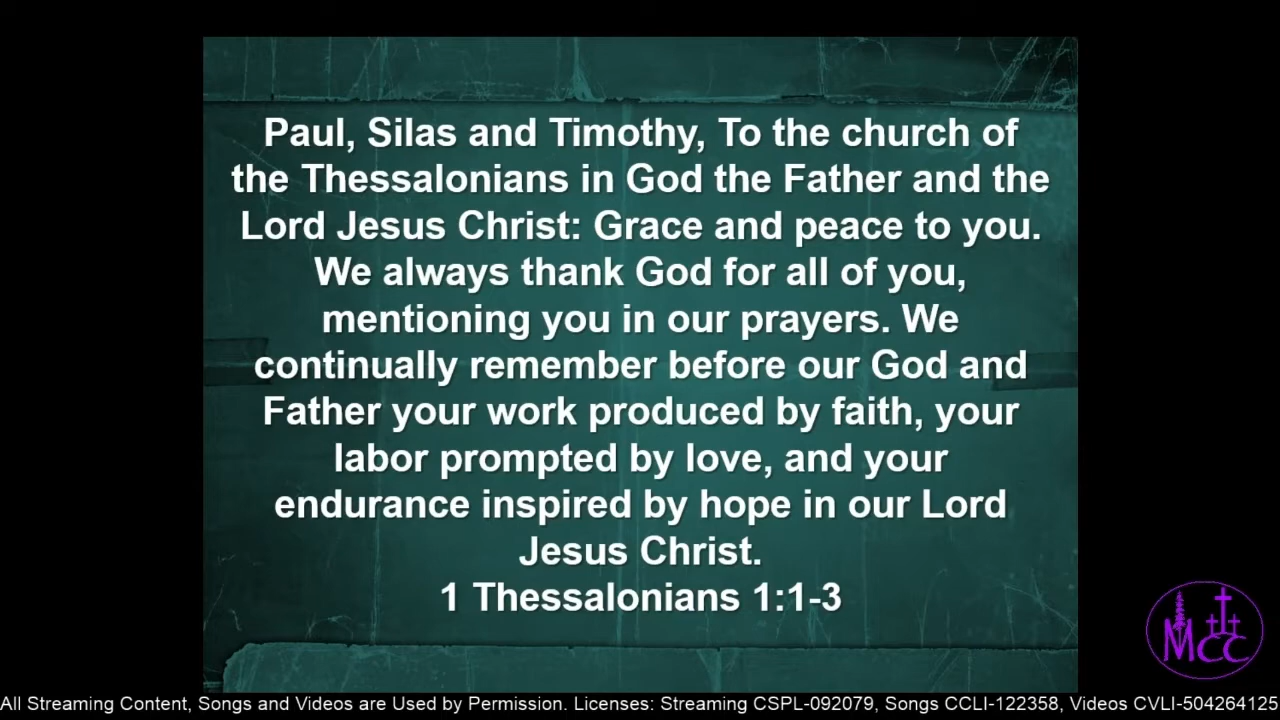 Paul, Silas and Timothy, To the church of
the Thessalonians in God the Father and the
Lord Jesus Christ: Grace and peace to you.
We always thank God for all of you,
mentioning you in our prayers. We
continually remember before our God and
Father your work produced by faith, your
labor prompted by love, and your
endurance inspired by hope in our Lord
Jesus Christ.
1 Thessalonians 1:1-3
MCC
All Streaming Content, Songs and Videos are Used by Permission. Licenses: Streaming CSPL-092079, Songs CCLI-122358, Videos CVLI-504264125